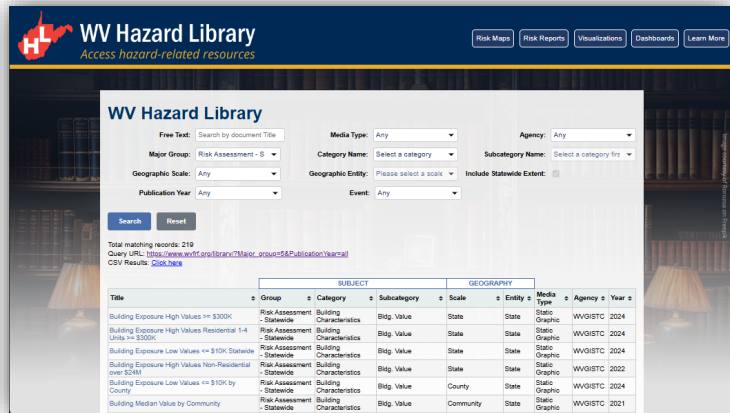 HL
WV Hazard Library
Access hazard-related resources
Risk Maps Risk Reports Visualizations Dashboards Learn More
WV Hazard Library
Free Text: Search by document Title Media Type: Any Agency: Any
Major Group: Risk Assessment - S Category Name: Select a category Subcategory Name: Select a category firs
Geographic Scale: Any Geographic Entity: Please select a scale Include Statewide Extent:
Publication Year Any Event: Any
Search Reset
Total matching records: 219
Query URL: https://www.wvfrf.org/library/?Major_group=5&PublicationYear=all
CSV Results: Click here
SUBJECT GEOGRAPHY
Title Group Category Subcategory Scale Entity Media Type Agency Year
Building Exposure High Values >= $300K Risk Assessment - Statewide Building Characteristics Bldg. Value State State Static Graphic WVGISTC 2024
Building Exposure High Values Residential 1-4 Units >= $300K Risk Assessment - Statewide Building Characteristics Bldg. Value State State Static Graphic WVGISTC 2024
Building Exposure Low Values <= $10K Statewide Risk Assessment - Statewide Building Characteristics Bldg. Value State State Static Graphic WVGISTC 2024
Building Exposure High Values Non-Residential over $24M Risk Assessment - Statewide Building Characteristics Bldg. Value State State Static Graphic WVGISTC 2022
Building Exposure Low Values <= $10K by County Risk Assessment - Statewide Building Characteristics Bldg. Value County State Static Graphic WVGISTC 2024
Building Median Value by Community Risk Assessment - Statewide Building Characteristics Bldg. Value Community State Static Graphic WVGISTC 2021